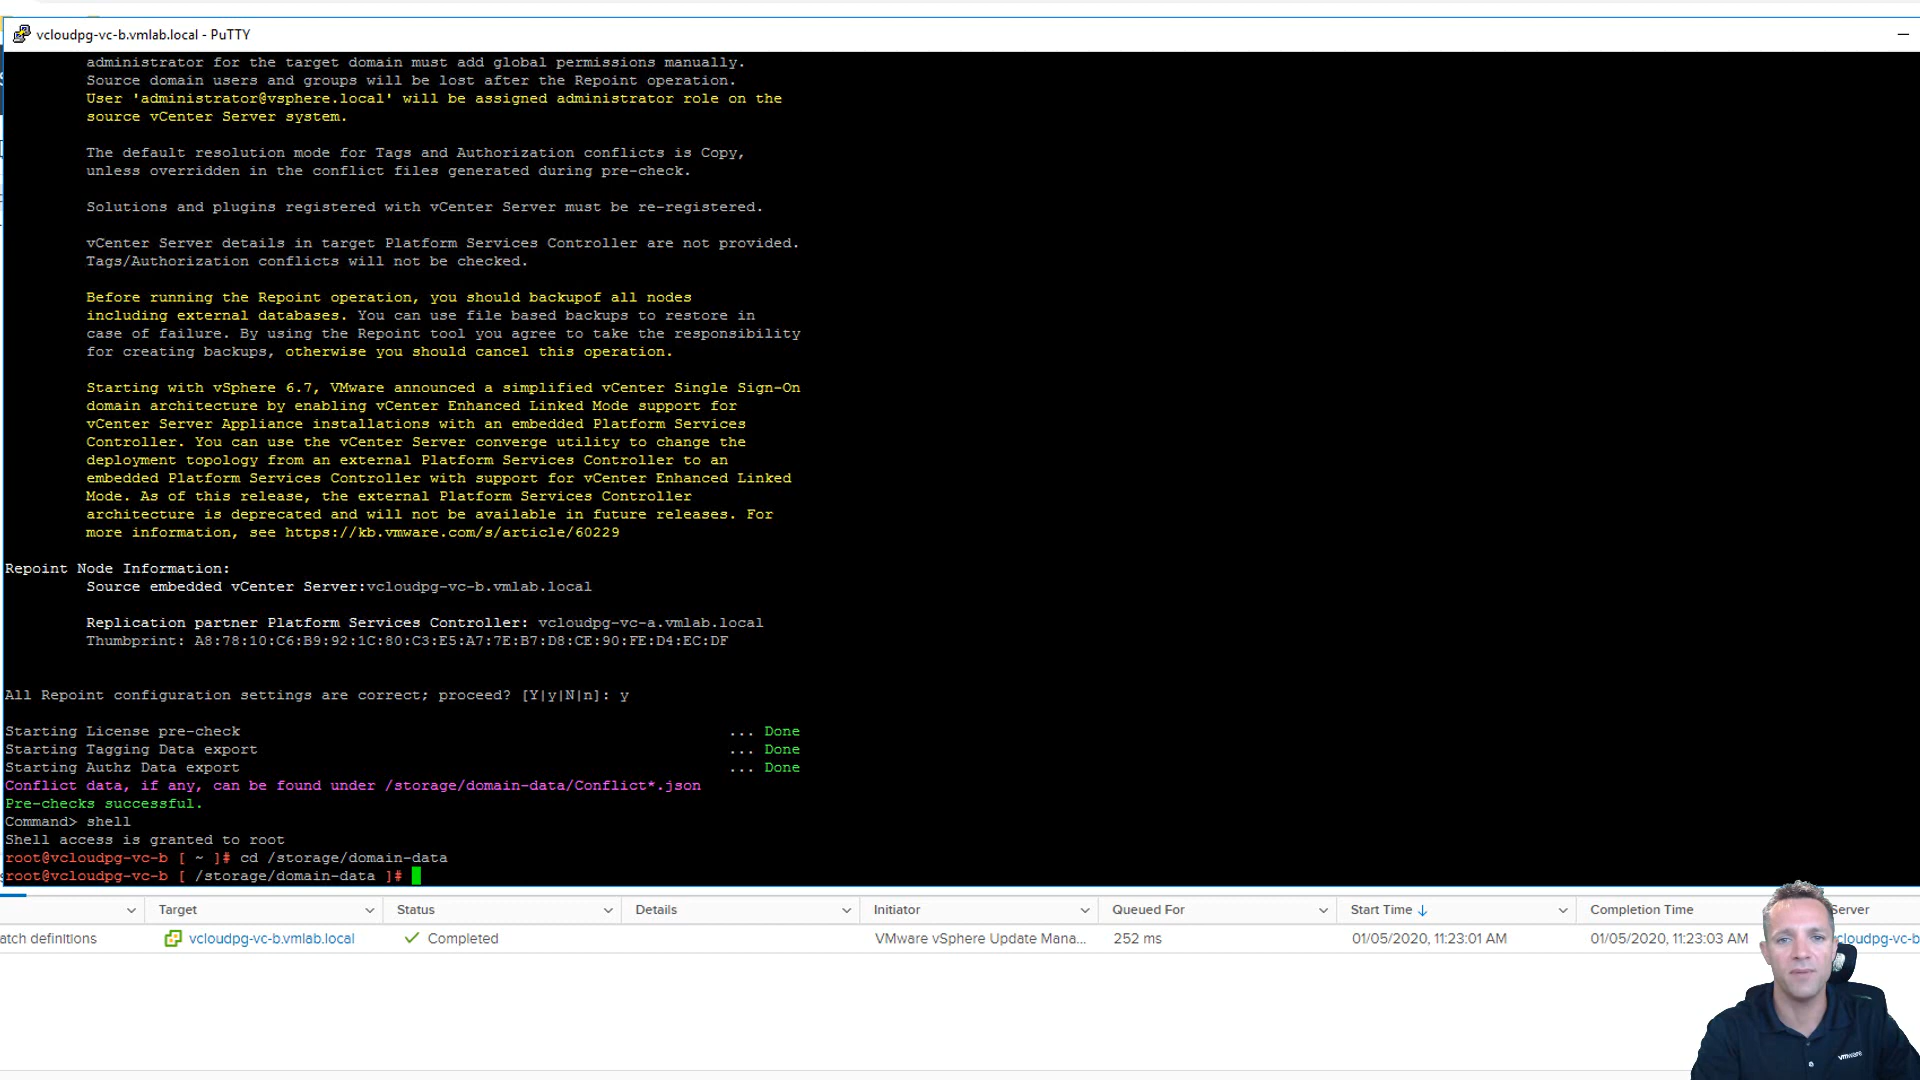 vcloudpg-vc-b.vmlab.local - PuTTY
administrator for the target domain must add global permissions manually.
Source domain users and groups will be lost after the Repoint operation.
User 'administrator@vsphere.local' will be assigned administrator role on the
source vCenter Server system.
The default resolution mode for Tags and Authorization conflicts is Copy,
unless overridden in the conflict files generated during pre-check.
Solutions and plugins registered with vCenter Server must be re-registered.
vCenter Server details in target Platform Services Controller are not provided.
Tags/Authorization conflicts will not be checked.
Before running the Repoint operation, you should backupof all nodes
including external databases. You can use file based backups to restore in
case of failure. By using the Repoint tool you agree to take the responsibility
for creating backups, otherwise you should cancel this operation.
Starting with vSphere 6.7, VMware announced a simplified vCenter Single Sign-On
domain architecture by enabling vCenter Enhanced Linked Mode support for
vCenter Server Appliance installations with an embedded Platform Services
Controller. You can use the vCenter Server converge utility to change the
deployment topology from an external Platform Services Controller to an
embedded Platform Services Controller with support for vCenter Enhanced Linked
Mode. As of this release, the external Platform Services Controller
architecture is deprecated and will not be available in future releases. For
more information, see https://kb.vmware.com/s/article/60229
Repoint Node Information:
Source embedded vCenter Server:vcloudpg-vc-b.vmlab.local
Replication partner Platform Services Controller: vcloudpg-vc-a.vmlab.local
Thumbprint: A8:78:10:C6:B9:92:1C:80:C3:E5:A7:7E:B7:D8:CE:90:FE:D4:EC:DF
All Repoint configuration settings are correct; proceed? [Y|y|N|n]: y
Starting License pre-check ... Done
Starting Tagging Data export ... Done
Starting Authz Data export ... Done
Conflict data, if any, can be found under /storage/domain-data/Conflict*.json
Pre-checks successful.
Command> shell
Shell access is granted to root
root@vcloudpg-vc-b [ ~ ]# cd /storage/domain-data
root@vcloudpg-vc-b [ /storage/domain-data ]#
Target Status Details Initiator Queued For Start Time Completion Time Server
atch definitions vcloudpg-vc-b.vmlab.local Completed VMware vSphere Update Mana... 252 ms 01/05/2020, 11:23:01 AM 01/05/2020, 11:23:03 AM cloudpg-vc-b
vmware